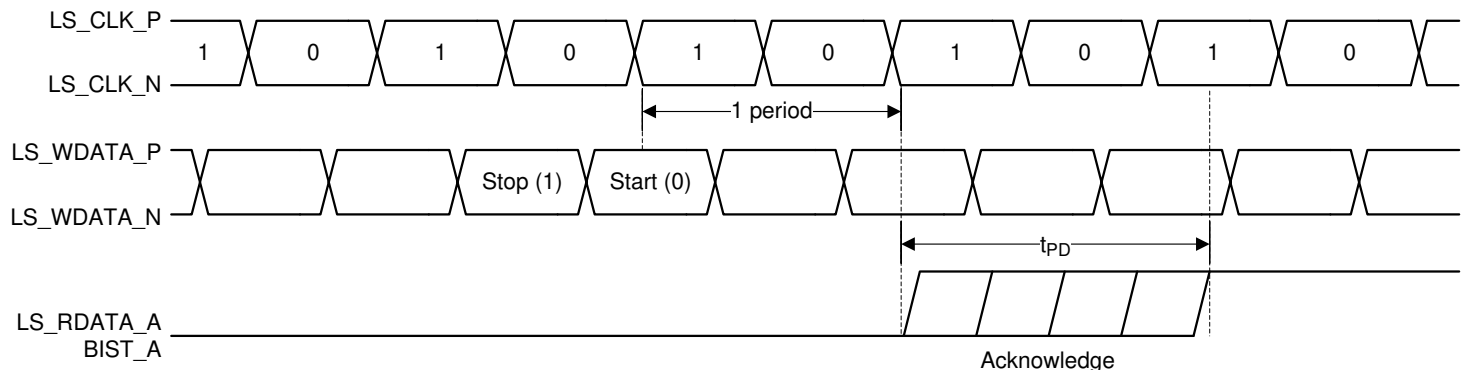 LS_CLK_P
1 0 1 0 1 0 1 0 1 0
LS_CLK_N
1 period
LS_WDATA_P
Stop (1) Start (0)
LS_WDATA_N
tPD
LS_RDATA_A
BIST_A
Acknowledge